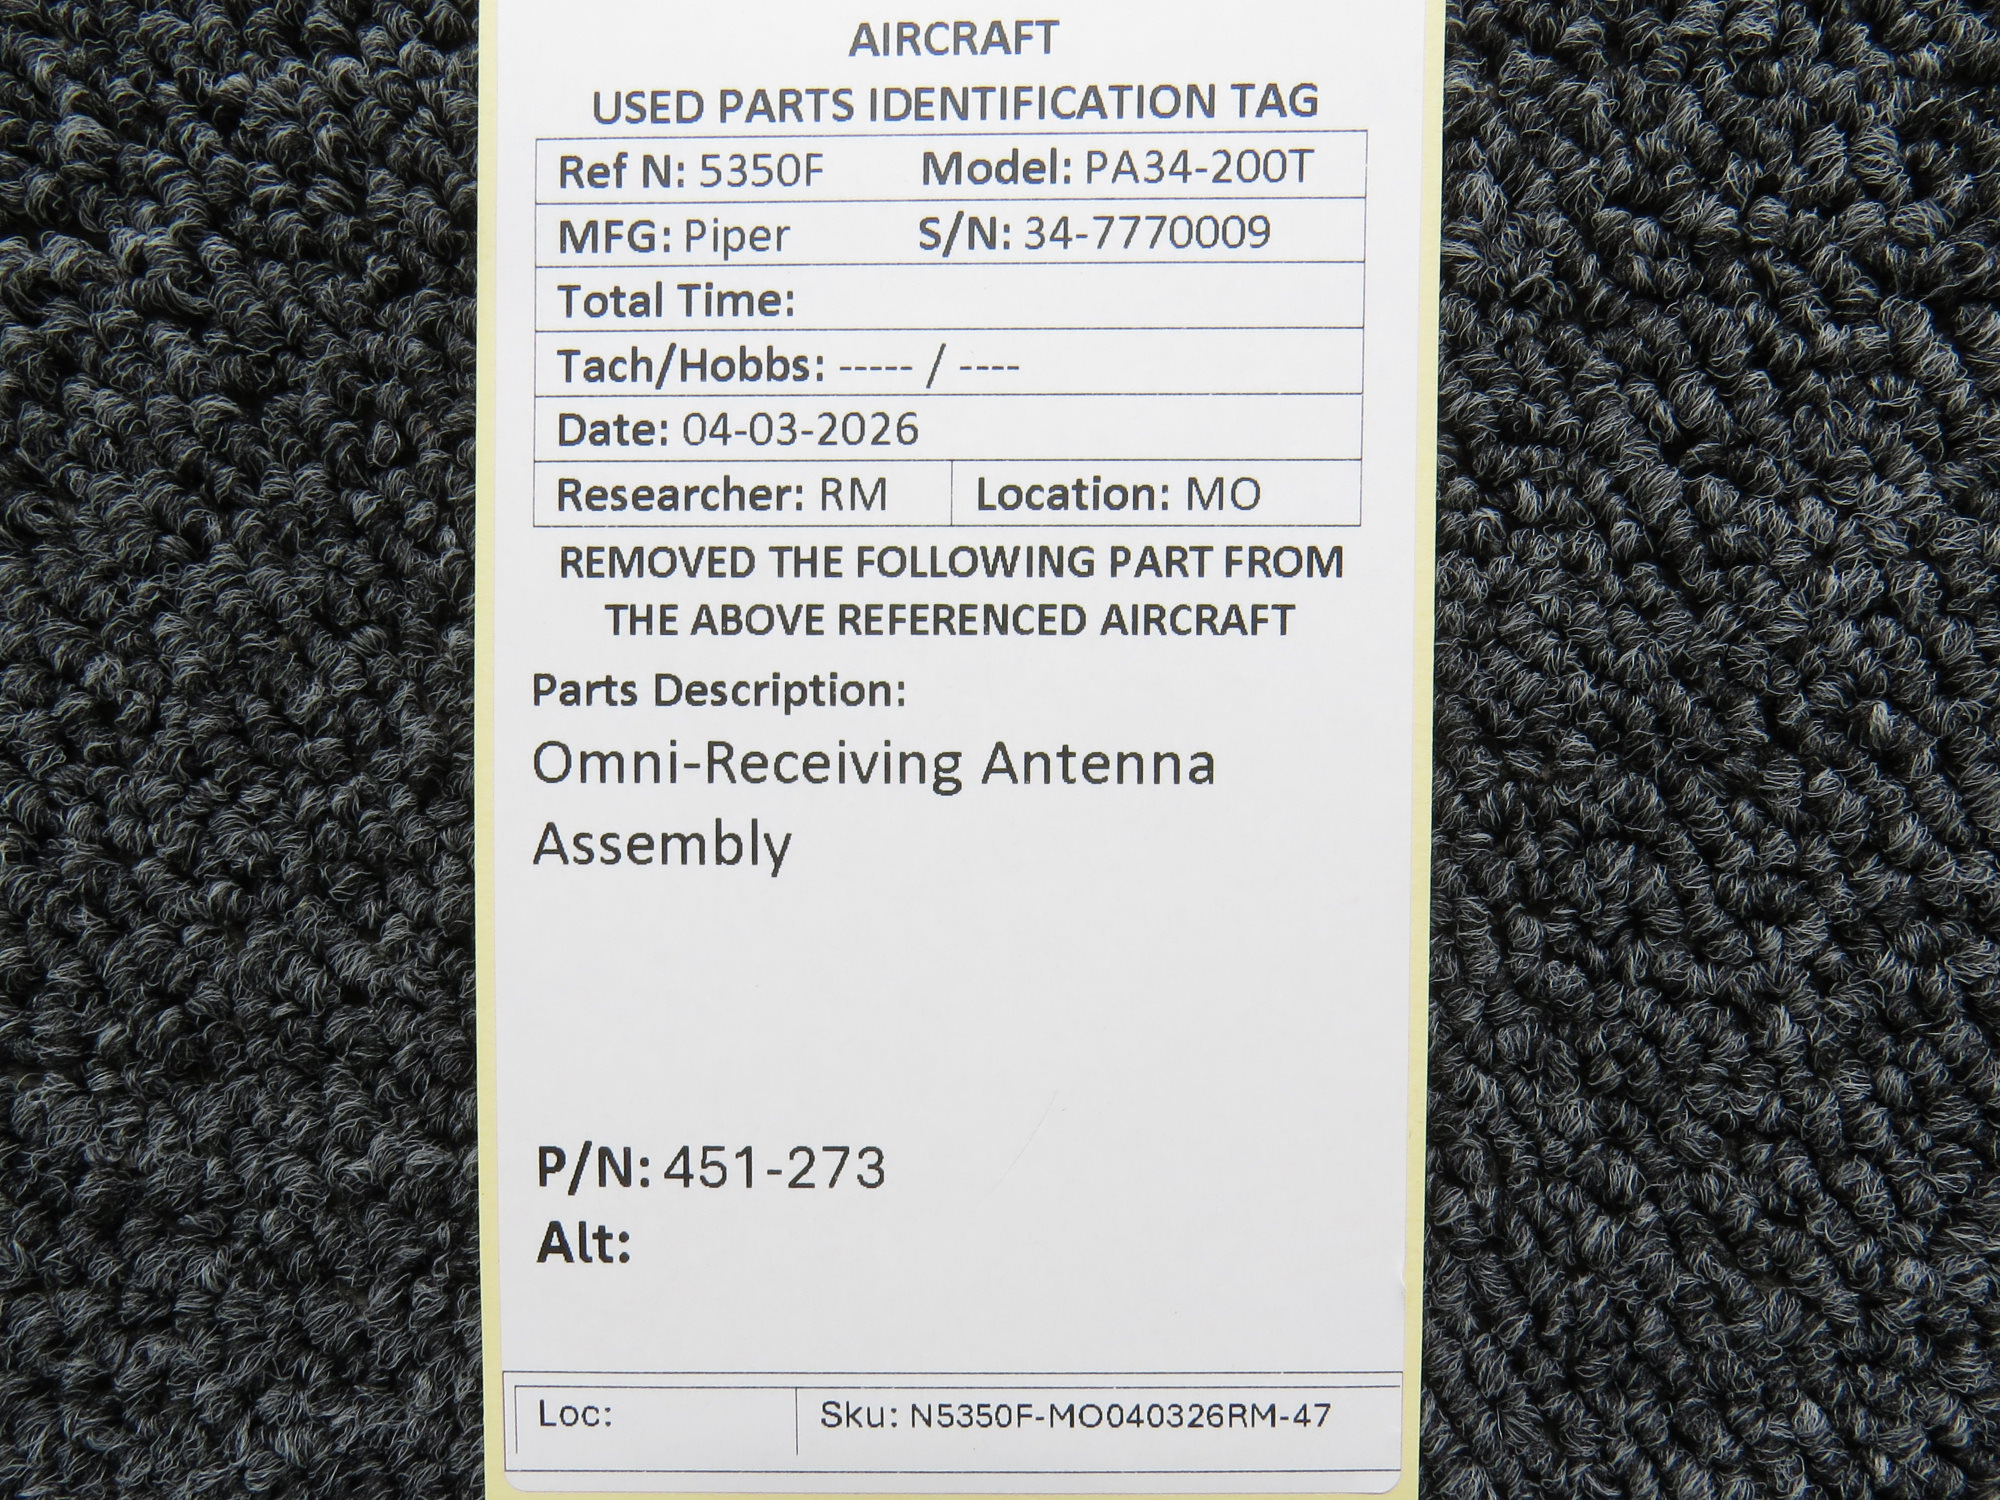 AIRCRAFT
USED PARTS IDENTIFICATION TAG
Ref N: 5350F Model: PA34-200T
MFG: Piper S/N: 34-7770009
Total Time:
Tach/Hobbs: ----- / ----
Date: 04-03-2026
Researcher: RM Location: MO
REMOVED THE FOLLOWING PART FROM
THE ABOVE REFERENCED AIRCRAFT
Parts Description:
Omni-Receiving Antenna
Assembly
P/N: 451-273
Alt:
Loc: Sku: N5350F-MO040326RM-47